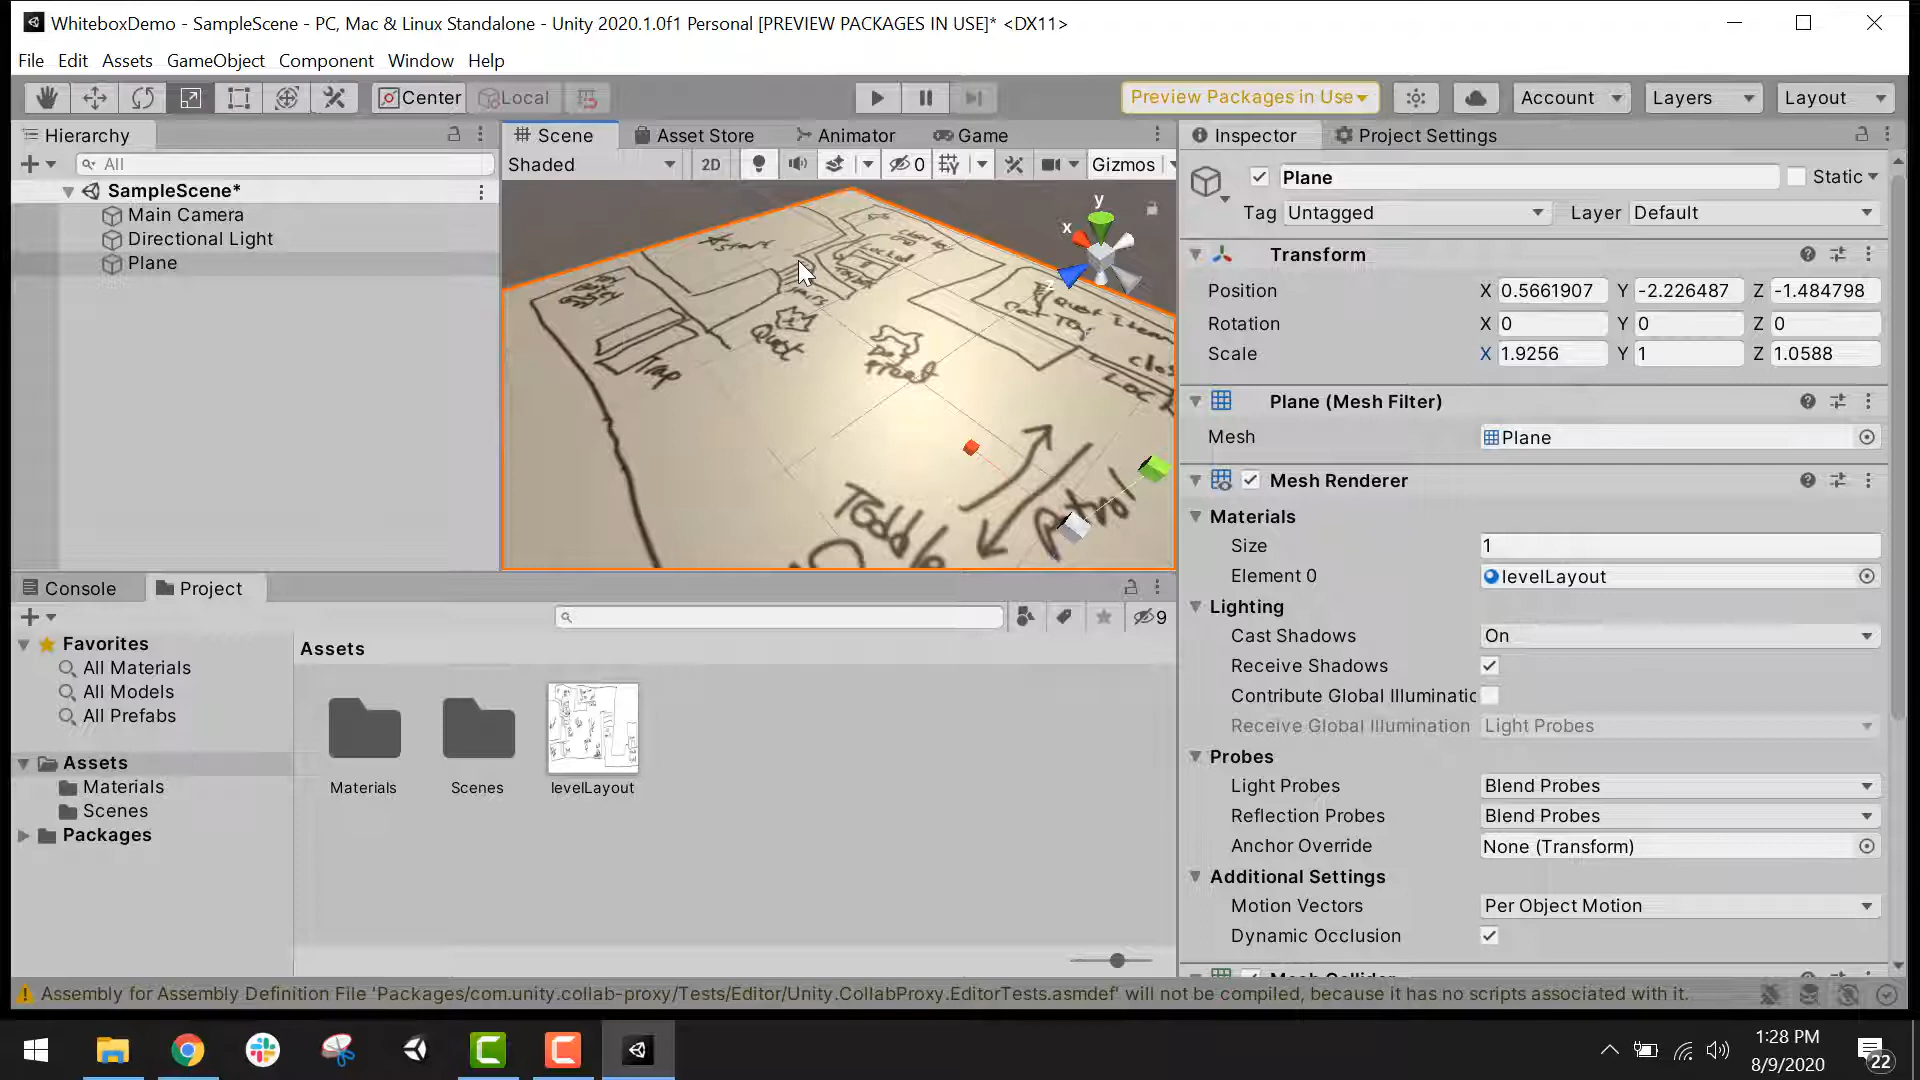 WhiteboxDemo - SampleScene - PC, Mac & Linux Standalone - Unity 2020.1.0f1 Personal [PREVIEW PACKAGES IN USE]* <DX11>
File Edit Assets GameObject Component Window Help
Center Local Preview Packages in Use Account Layers Layout
Hierarchy
All
SampleScene*
Main Camera
Directional Light
Plane
Scene Asset Store Animator Game
Shaded 2D 0 Gizmos
y
x
Start
Locked
Trap
Quest
Dog
Treat
Quest Item
Cat Toy
Toddle
Patrol
Inspector Project Settings
Plane Static
Tag Untagged Layer Default
Transform
Position X 0.5661907 Y -2.226487 Z -1.484798
Rotation X 0 Y 0 Z 0
Scale X 1.9256 Y 1 Z 1.0588
Plane (Mesh Filter)
Mesh Plane
Mesh Renderer
Materials
Size 1
Element 0 levelLayout
Lighting
Cast Shadows On
Receive Shadows
Contribute Global Illuminatic
Receive Global Illumination Light Probes
Probes
Light Probes Blend Probes
Reflection Probes Blend Probes
Anchor Override None (Transform)
Additional Settings
Motion Vectors Per Object Motion
Dynamic Occlusion
Console Project
9
Favorites
All Materials
All Models
All Prefabs
Assets
Materials
Scenes
Packages
Assets
Materials Scenes levelLayout
Assembly for Assembly Definition File 'Packages/com.unity.collab-proxy/Tests/Editor/Unity.CollabProxy.EditorTests.asmdef' will not be compiled, because it has no scripts associated with it.
1:28 PM
8/9/2020
22